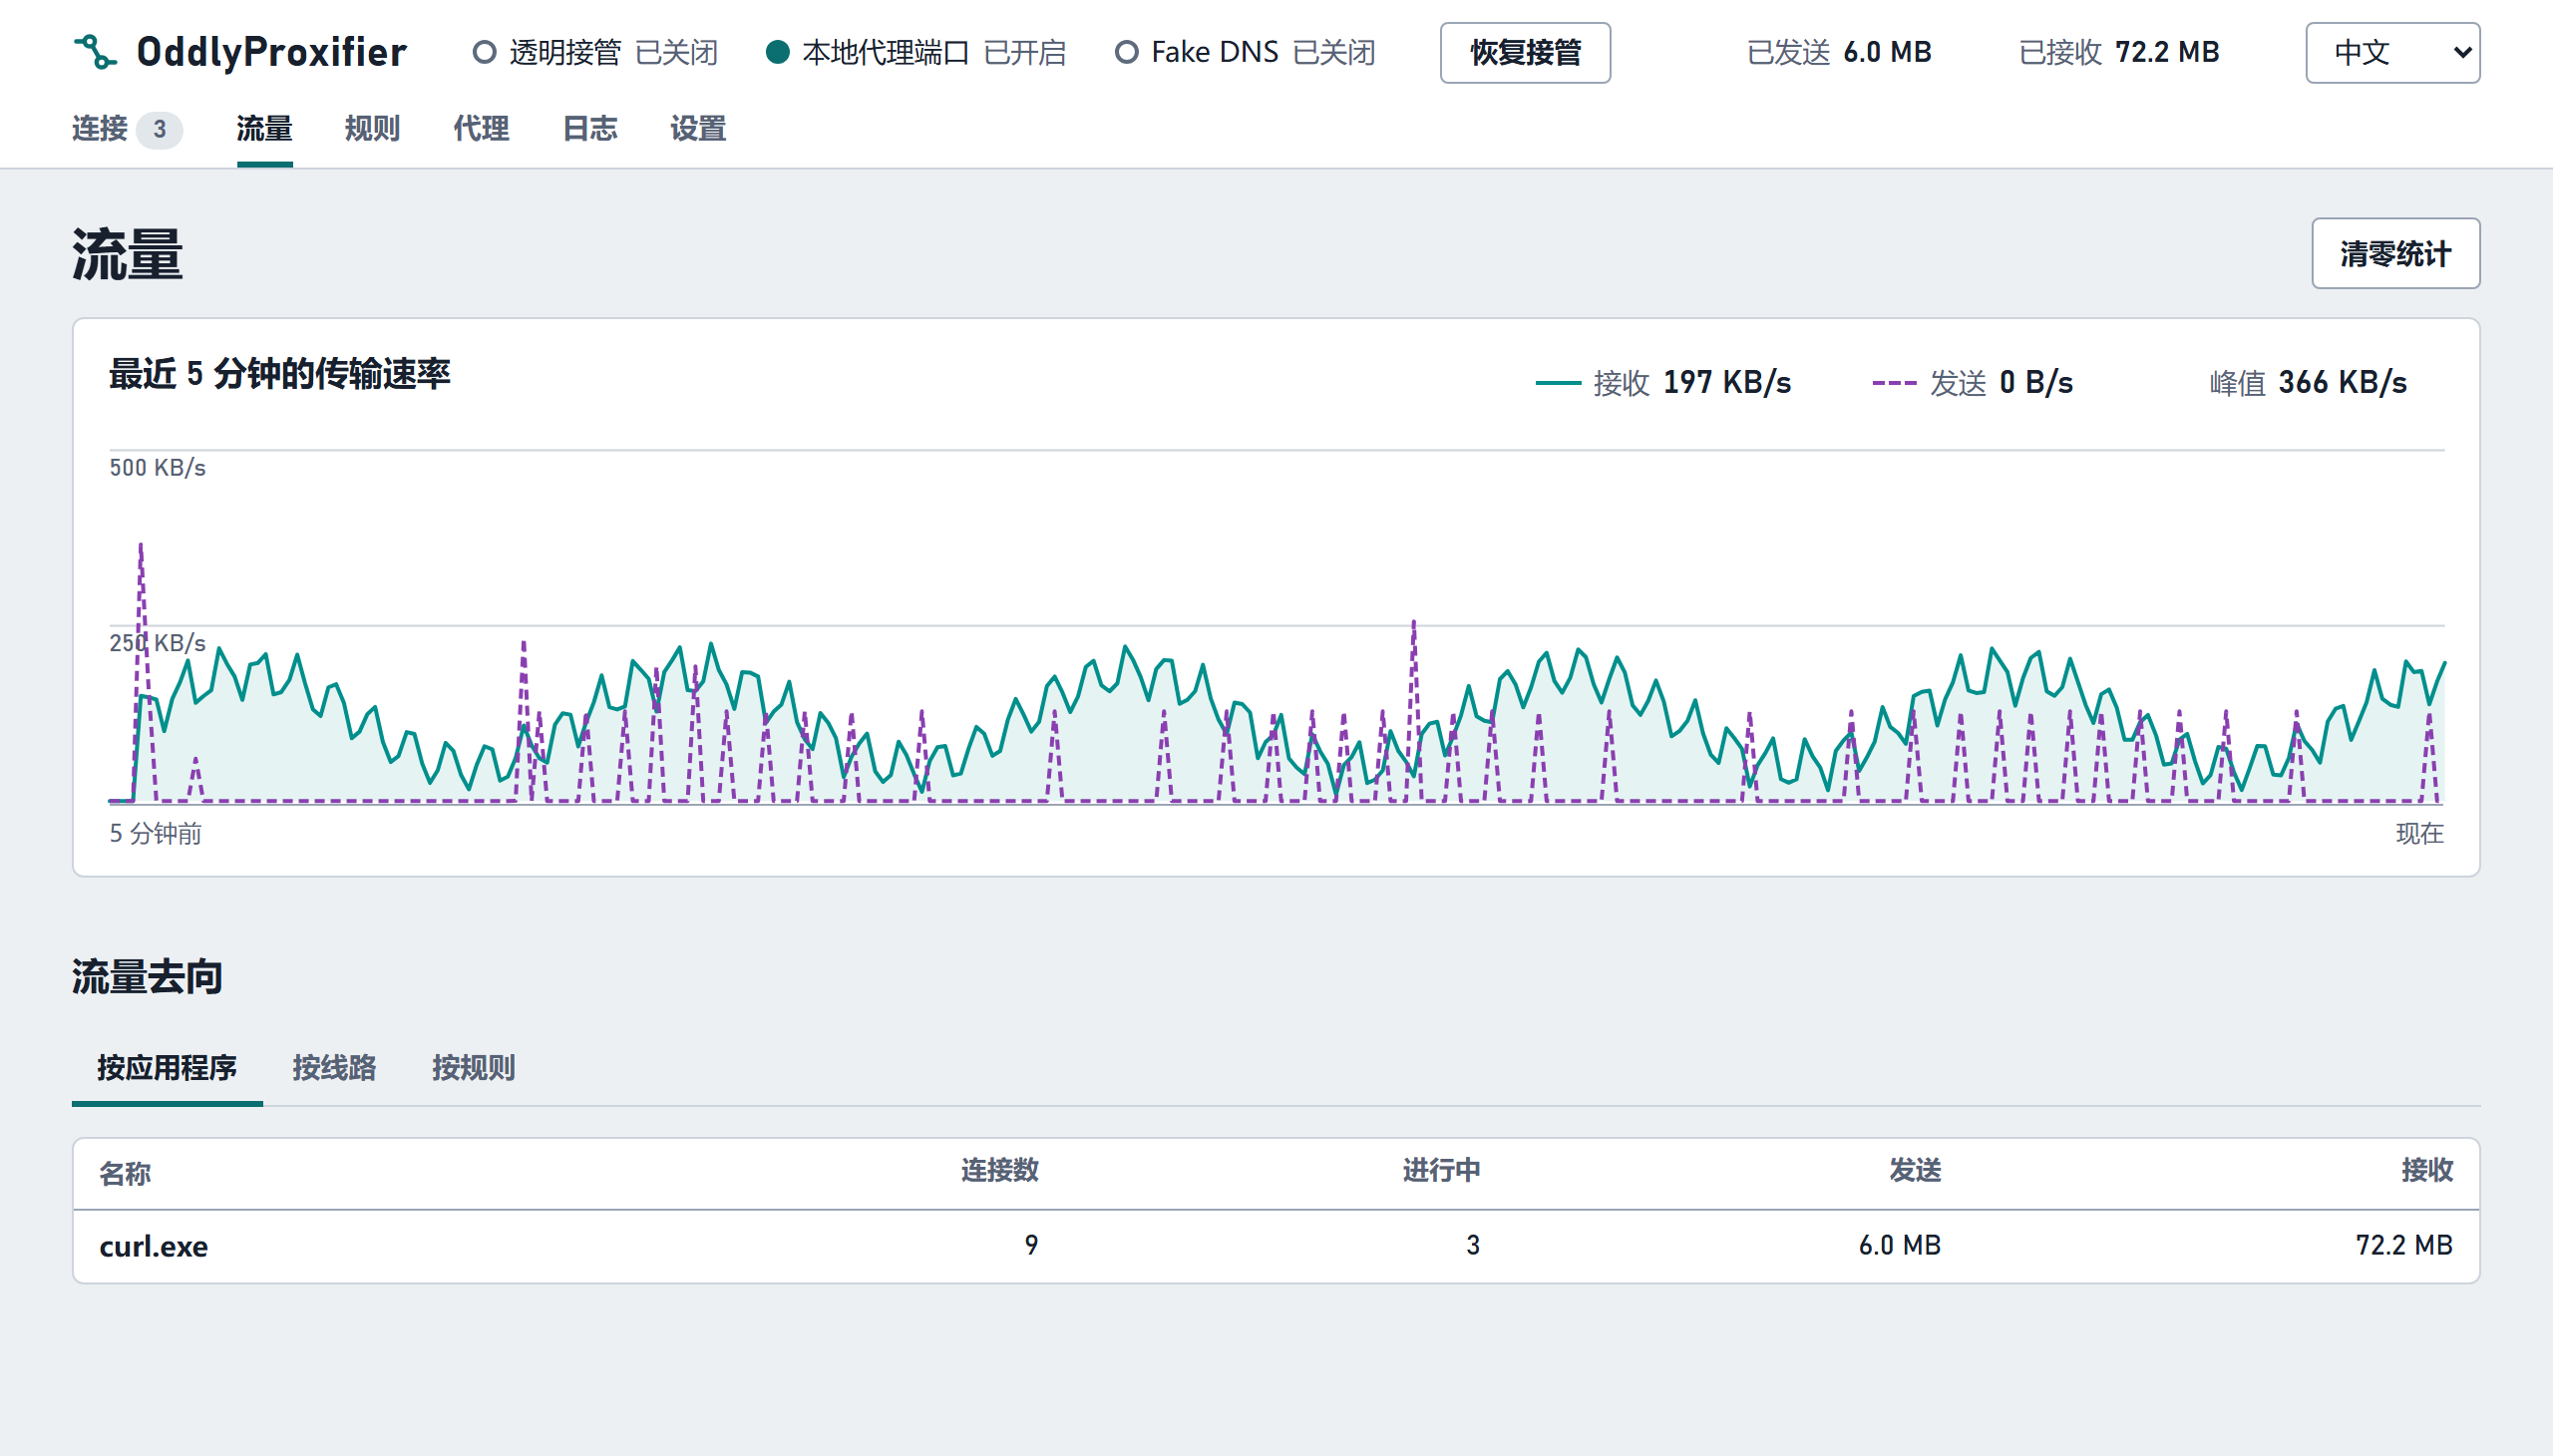 OddlyProxifier 透明接管 已关闭 本地代理端口 已开启 Fake DNS 已关闭 恢复接管 已发送 6.0 MB 已接收 72.2 MB 中文
连接 3 流量 规则 代理 日志 设置
流量 清零统计
最近 5 分钟的传输速率 接收 197 KB/s 发送 0 B/s 峰值 366 KB/s
500 KB/s
250 KB/s
5 分钟前 现在
流量去向
按应用程序 按线路 按规则
名称 连接数 进行中 发送 接收
curl.exe 9 3 6.0 MB 72.2 MB